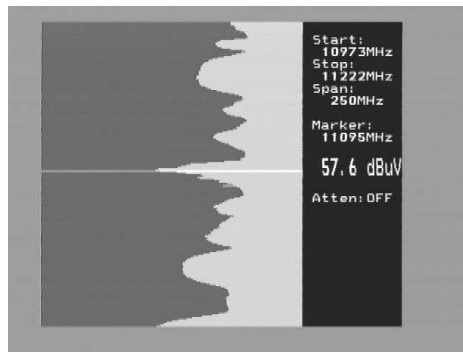 Start:
10973MHz
Stop:
11222MHz
Span:
250MHz
Marker:
11095MHz
57.6 dBuV
Atten:OFF